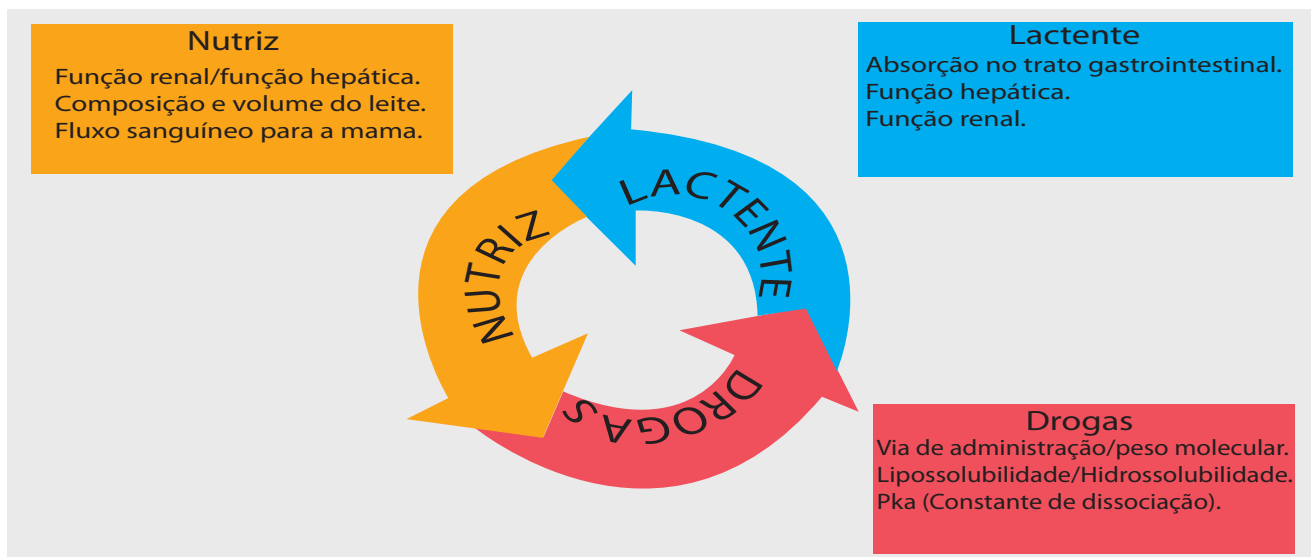 Nutriz
Função renal/função hepática.
Composição e volume do leite.
Fluxo sanguíneo para a mama.
Lactente
Absorção no trato gastrointestinal.
Função hepática.
Função renal.
NUTRIZ
LACTENTE
DROGAS
Drogas
Via de administração/peso molecular.
Lipossolubilidade/Hidrossolubilidade.
Pka (Constante de dissociação).